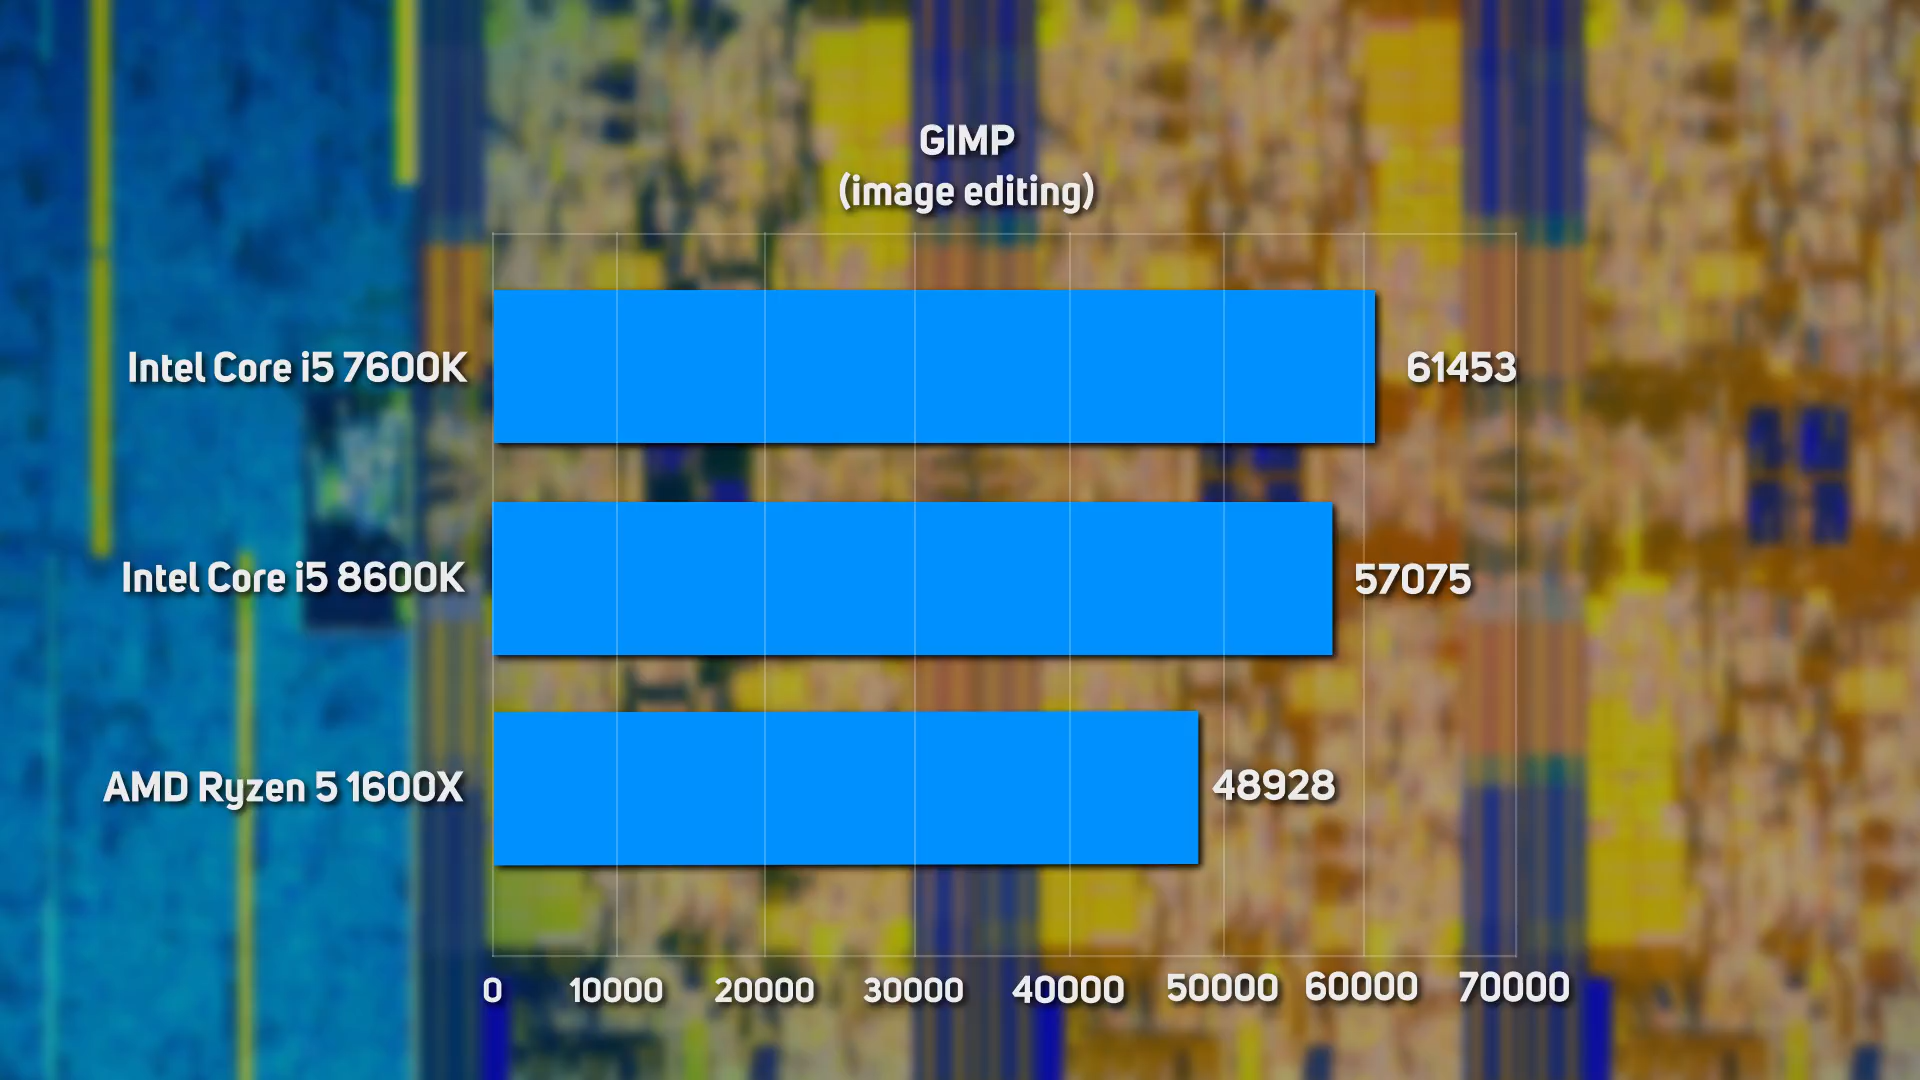 GIMP
(image editing)
Intel Core i5 7600K
61453
Intel Core i5 8600K
57075
AMD Ryzen 5 1600X
48928
0 10000 20000 30000 40000 50000 60000 70000